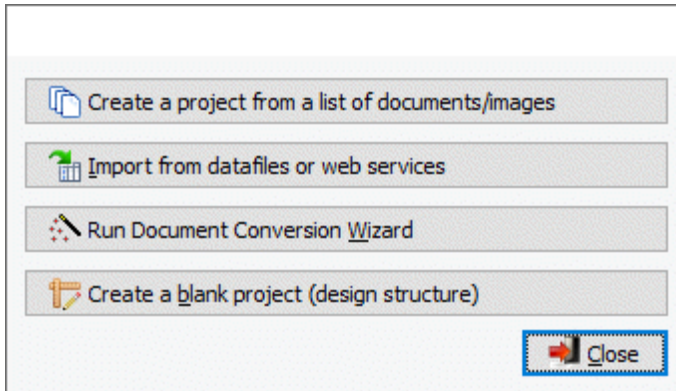 Create a project from a list of documents/images
Import from datafiles or web services
Run Document Conversion Wizard
Create a blank project (design structure)
Close